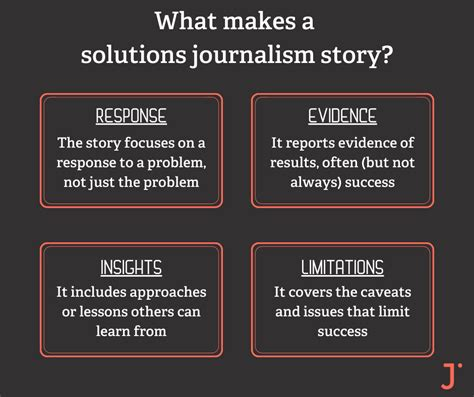 What makes a
solutions journalism story?
RESPONSE
The story focuses on a
response to a problem,
not just the problem
EVIDENCE
It reports evidence of
results, often (but not
always) success
INSIGHTS
It includes approaches
or lessons others can
learn from
LIMITATIONS
It covers the caveats
and issues that limit
success
J